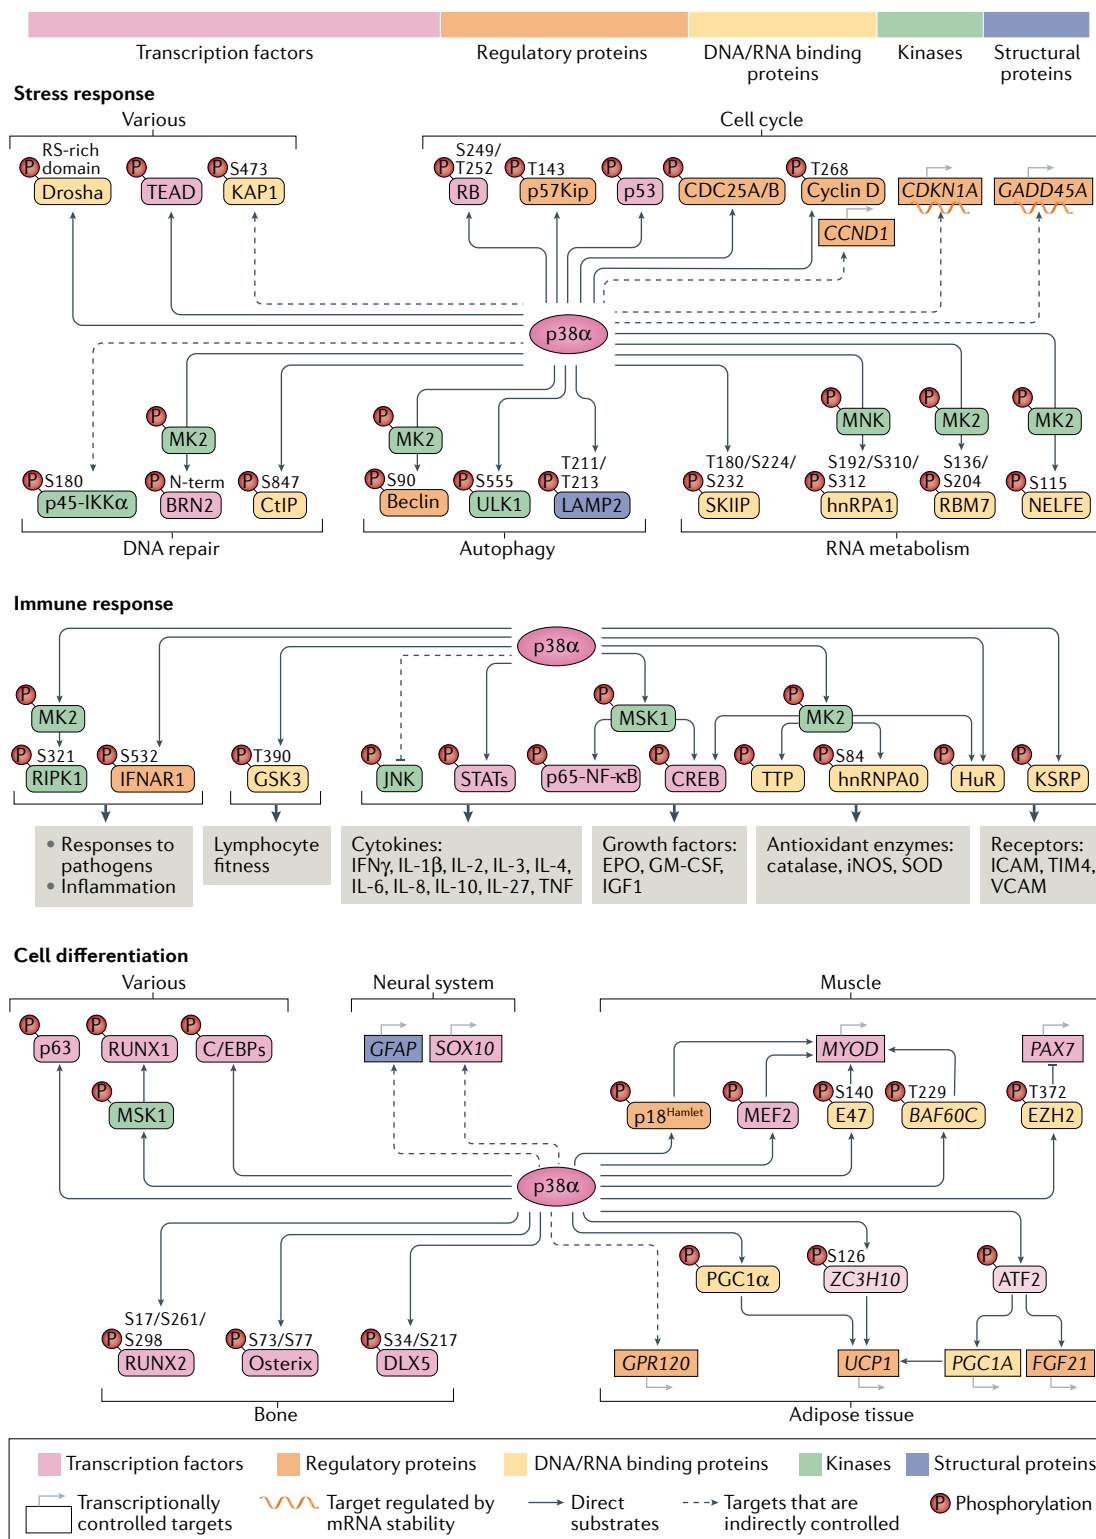 Transcription factors
Regulatory proteins
DNA/RNA binding
proteins
Kinases
Structural
proteins
Stress response
Various
Cell cycle
P
RS-rich
domain
Drosha
P
TEAD
P
S473
KAP1
P
S249/
T252
RB
P
T143
p57Kip
P
p53
P
CDC25A/B
P
T268
Cyclin D
CCND1
CDKN1A
GADD45A
p38α
P
MK2
P
MK2
P
MNK
P
MK2
P
MK2
P
S180
p45-IKKα
P
N-term
BRN2
P
S847
CtIP
P
S90
Beclin
P
S555
ULK1
P
T211/
T213
LAMP2
P
T180/S224/
S232
SKIIP
P
S192/S310/
S312
hnRPA1
P
S136/
S204
RBM7
P
S115
NELFE
DNA repair
Autophagy
RNA metabolism
Immune response
p38α
P
MK2
P
MSK1
P
MK2
P
S321
RIPK1
P
S532
IFNAR1
P
T390
GSK3
P
JNK
P
STATs
P
p65-NF-κB
P
CREB
P
TTP
P
S84
hnRNPA0
P
HuR
P
KSRP
• Responses to
pathogens
• Inflammation
Lymphocyte
fitness
Cytokines:
IFNγ, IL-1β, IL-2, IL-3, IL-4,
IL-6, IL-8, IL-10, IL-27, TNF
Growth factors:
EPO, GM-CSF,
IGF1
Antioxidant enzymes:
catalase, iNOS, SOD
Receptors:
ICAM, TIM4,
VCAM
Cell differentiation
Various
Neural system
Muscle
P
p63
P
RUNX1
P
C/EBPs
GFAP
SOX10
MYOD
PAX7
P
MSK1
P
p18Hamlet
P
MEF2
P
S140
E47
P
T229
BAF60C
P
T372
EZH2
p38α
P
PGC1α
P
S126
ZC3H10
P
ATF2
P
S17/S261/
S298
RUNX2
P
S73/S77
Osterix
P
S34/S217
DLX5
GPR120
UCP1
PGC1A
FGF21
Bone
Adipose tissue
Transcription factors
Regulatory proteins
DNA/RNA binding proteins
Kinases
Structural proteins
Transcriptionally
controlled targets
Target regulated by
mRNA stability
Direct
substrates
Targets that are
indirectly controlled
P
Phosphorylation